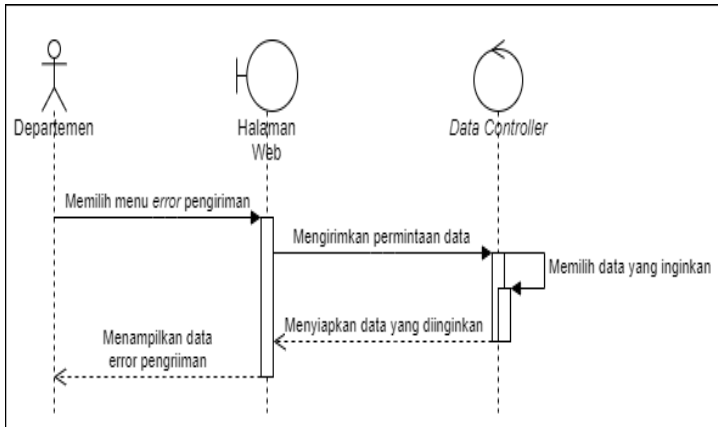 Departemen
Halaman
Web
Data Controller
Memilih menu error pengiriman
Mengirimkan permintaan data
Memilih data yang inginkan
Menyiapkan data yang diinginkan
Menampilkan data
error pengriiman